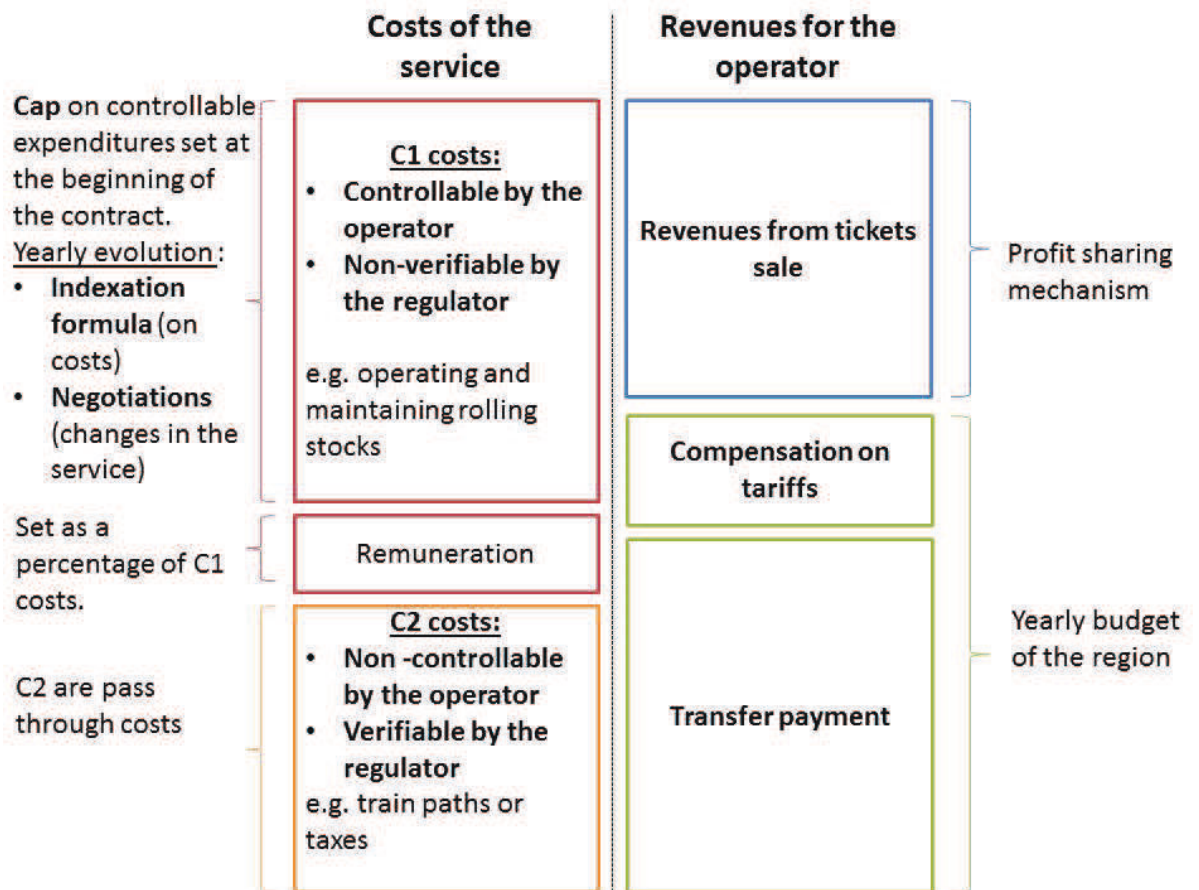 Costs of the
service
Revenues for the
operator
Cap on controllable
expenditures set at
the beginning of
the contract.
Yearly evolution :
• Indexation
formula (on
costs)
• Negotiations
(changes in the
service)
C1 costs:
• Controllable by the
operator
• Non-verifiable by
the regulator
e.g. operating and
maintaining rolling
stocks
Revenues from tickets
sale
Profit sharing
mechanism
Compensation on
tariffs
Set as a
percentage of C1
costs.
Remuneration
C2 are pass
through costs
C2 costs:
• Non -controllable
by the operator
• Verifiable by the
regulator
e.g. train paths or
taxes
Transfer payment
Yearly budget
of the region